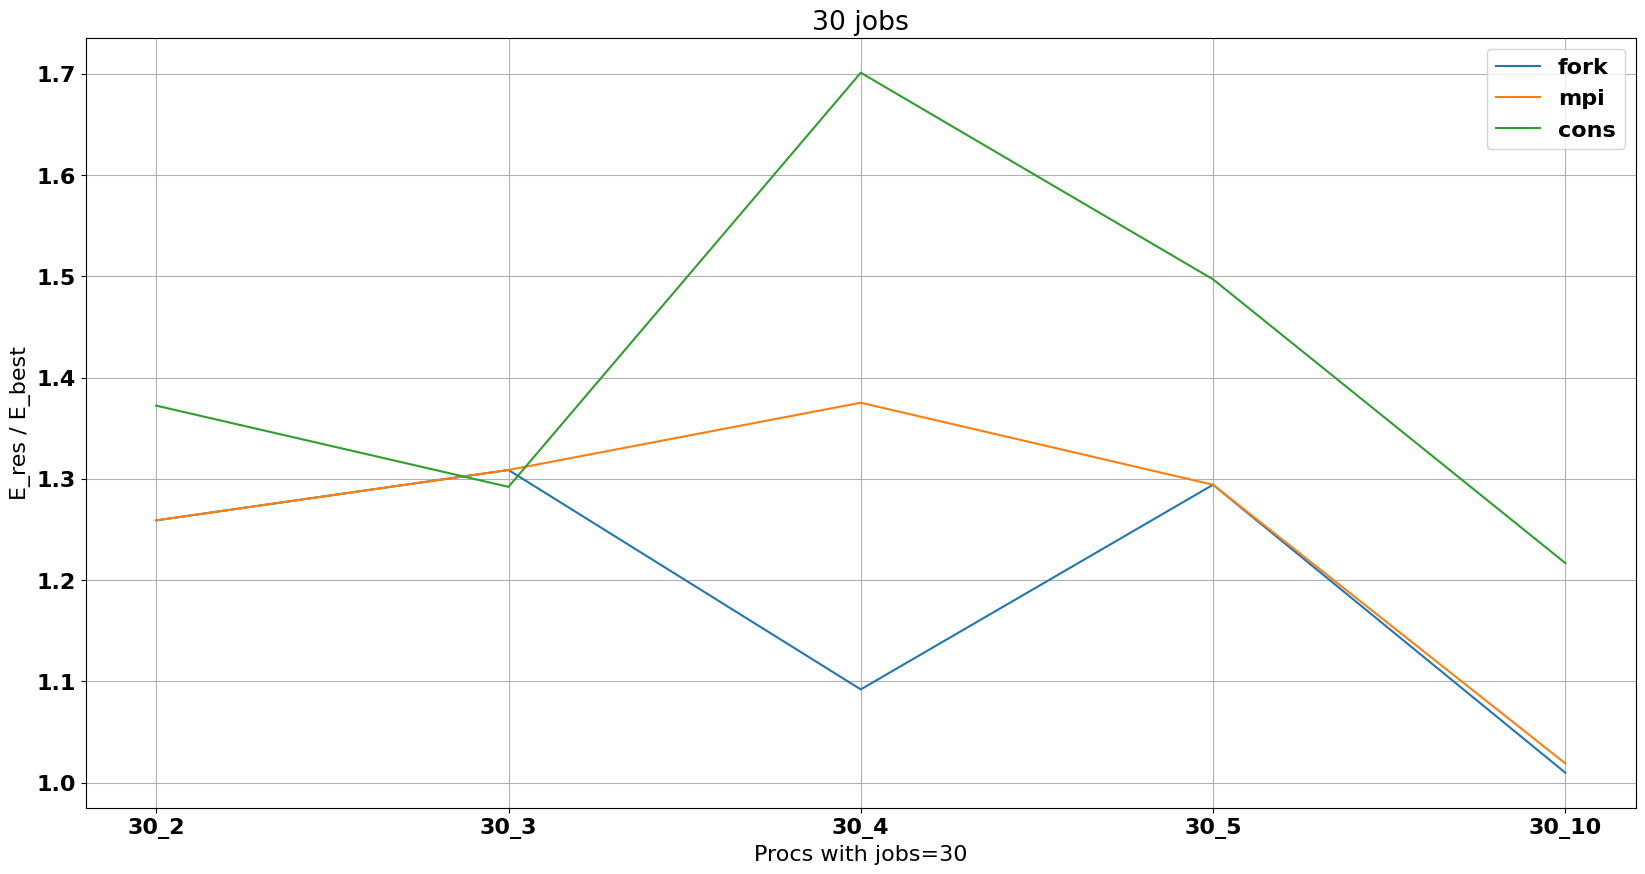 30 jobs
fork
mpi
cons
E_res / E_best
1.7
1.6
1.5
1.4
1.3
1.2
1.1
1.0
30_2 30_3 30_4 30_5 30_10
Procs with jobs=30